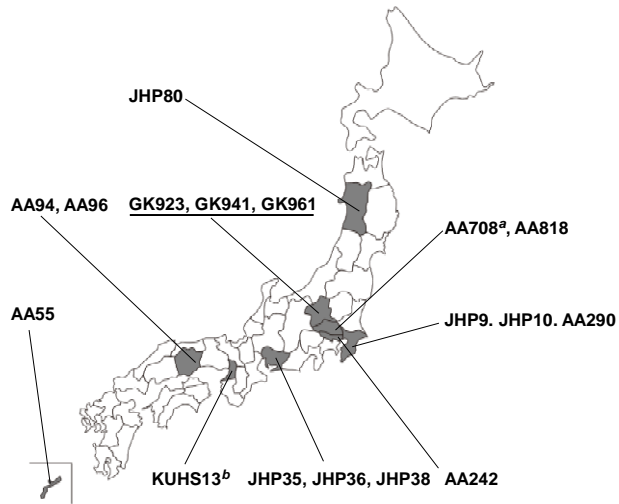 JHP80
AA94, AA96
GK923, GK941, GK961
AA708a, AA818
AA55
JHP9. JHP10. AA290
KUHS13b
JHP35, JHP36, JHP38
AA242